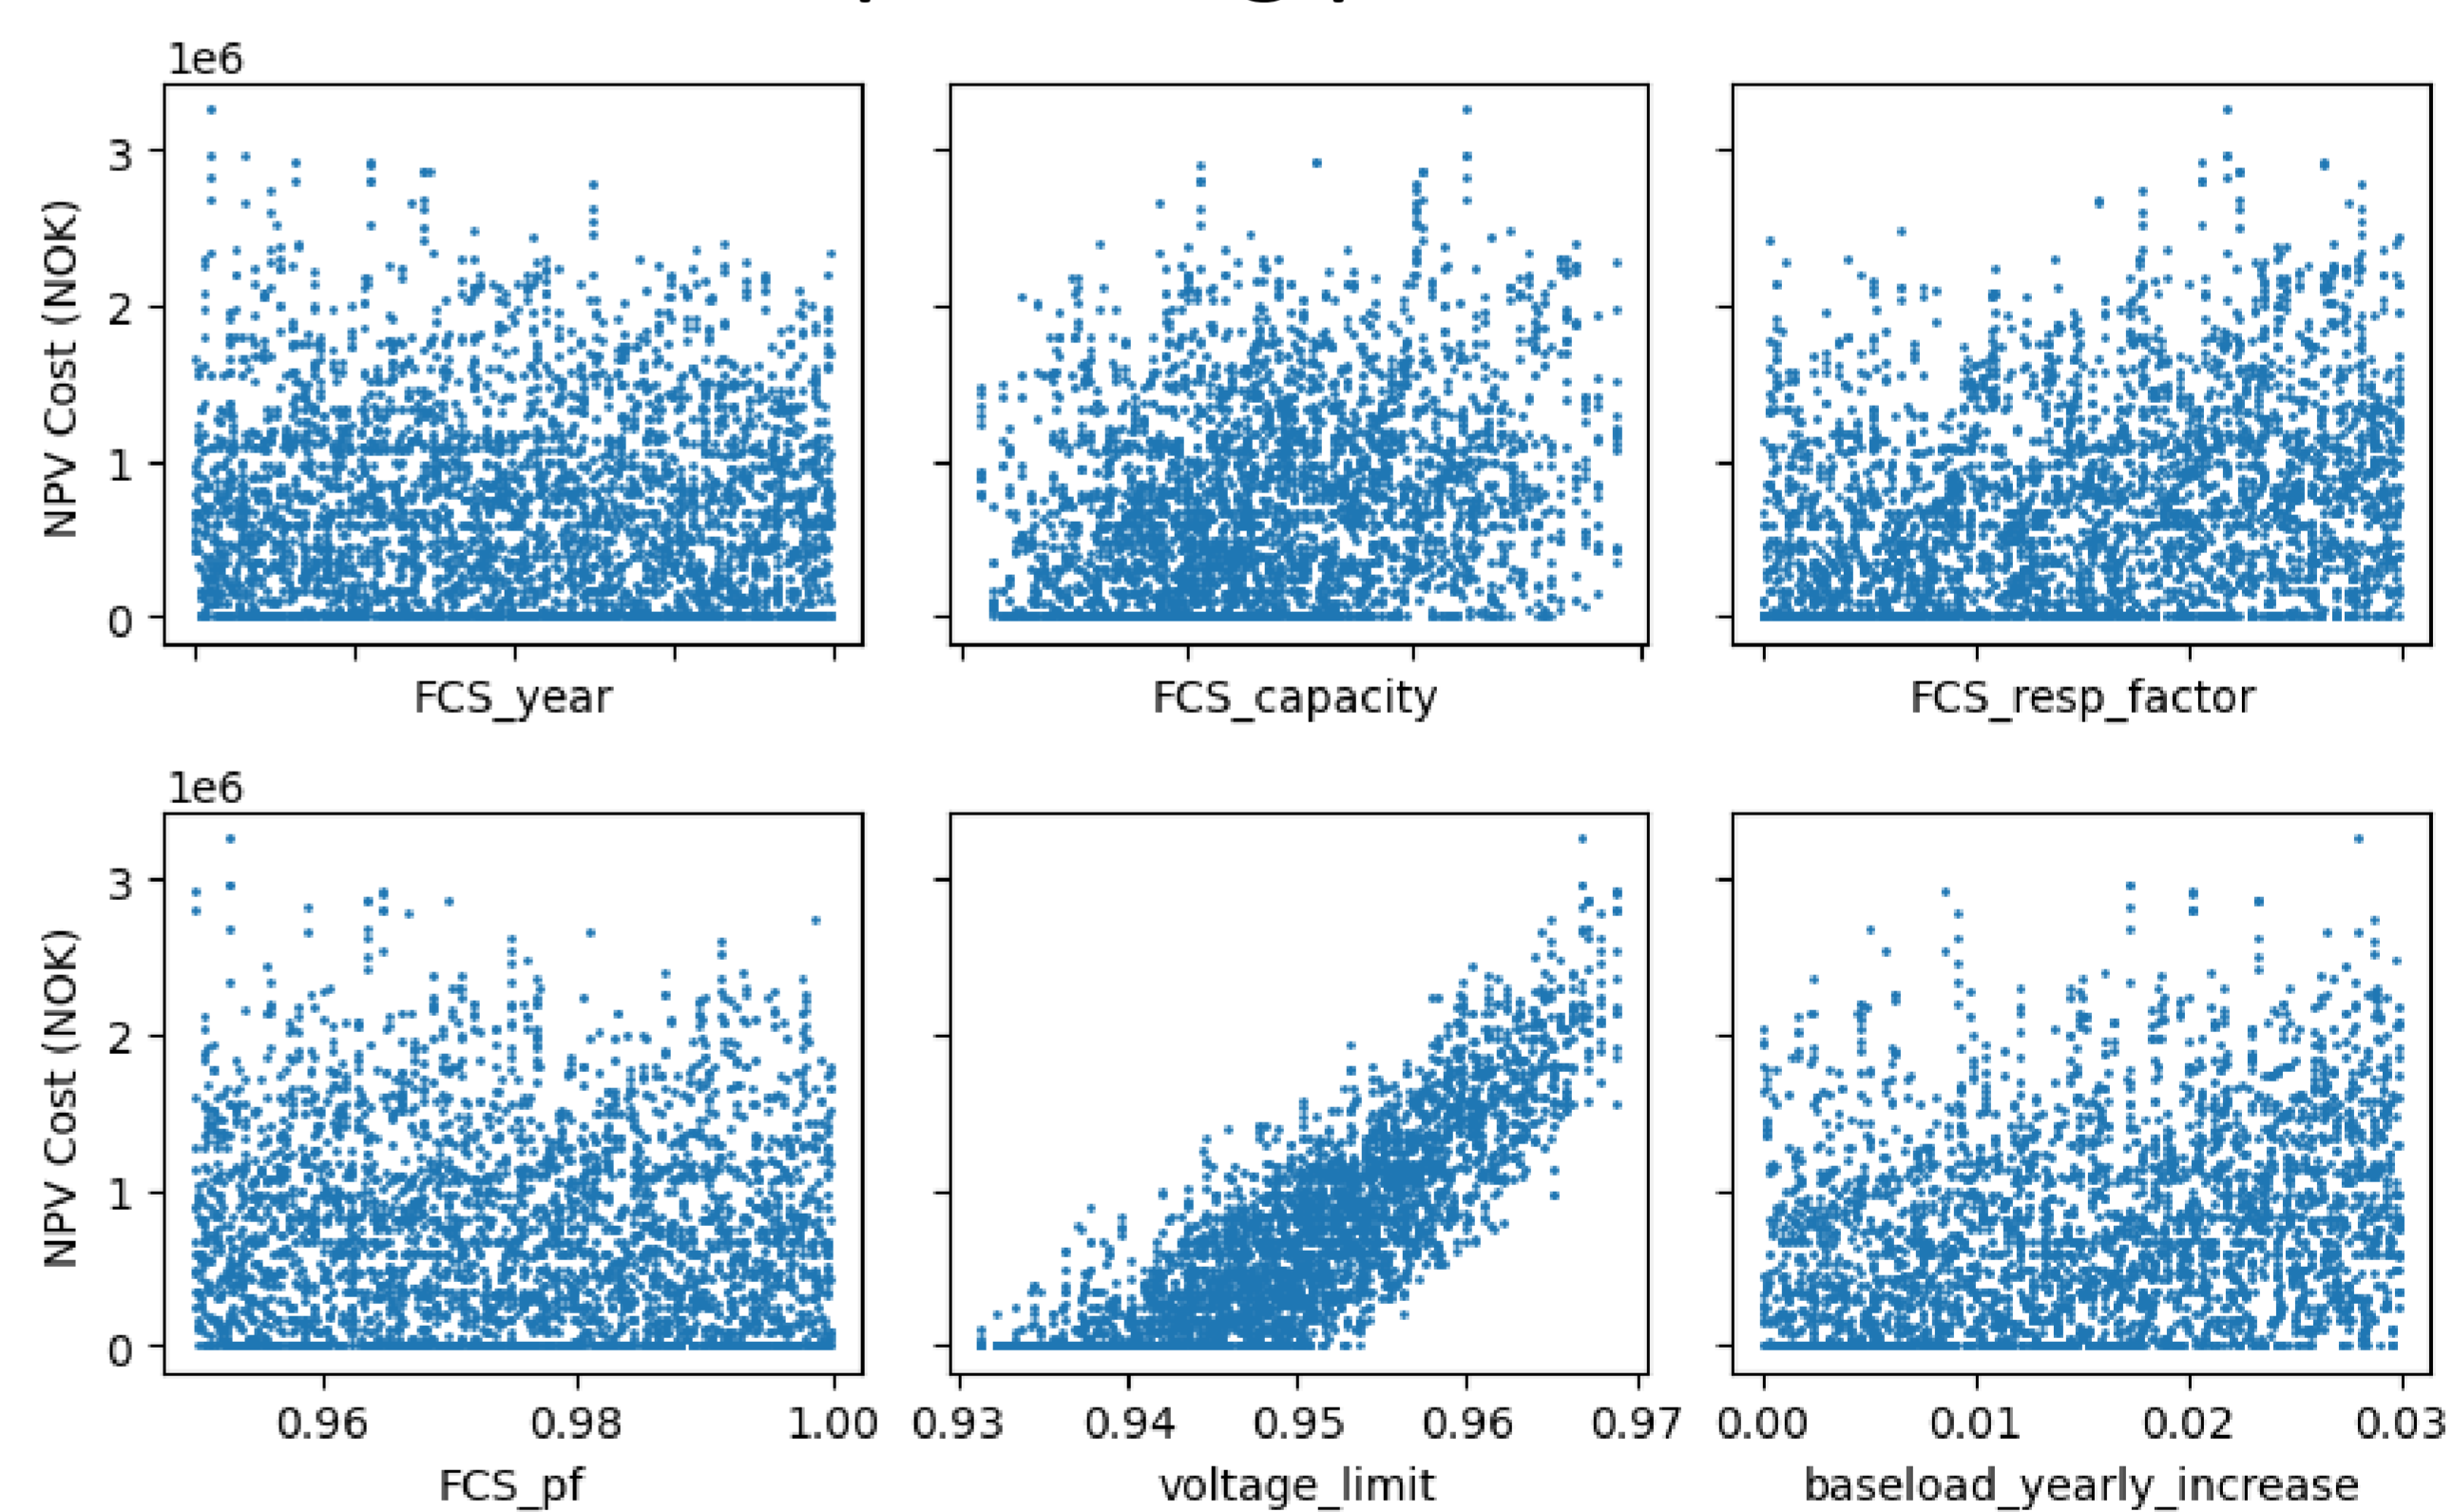 1e6
3
2
1
0
NPV Cost (NOK)
FCS_year
FCS_capacity
FCS_resp_factor
1e6
3
2
1
0
NPV Cost (NOK)
0.96 0.98 1.00
0.93 0.94 0.95 0.96 0.97
0.00 0.01 0.02 0.03
FCS_pf
voltage_limit
baseload_yearly_increase